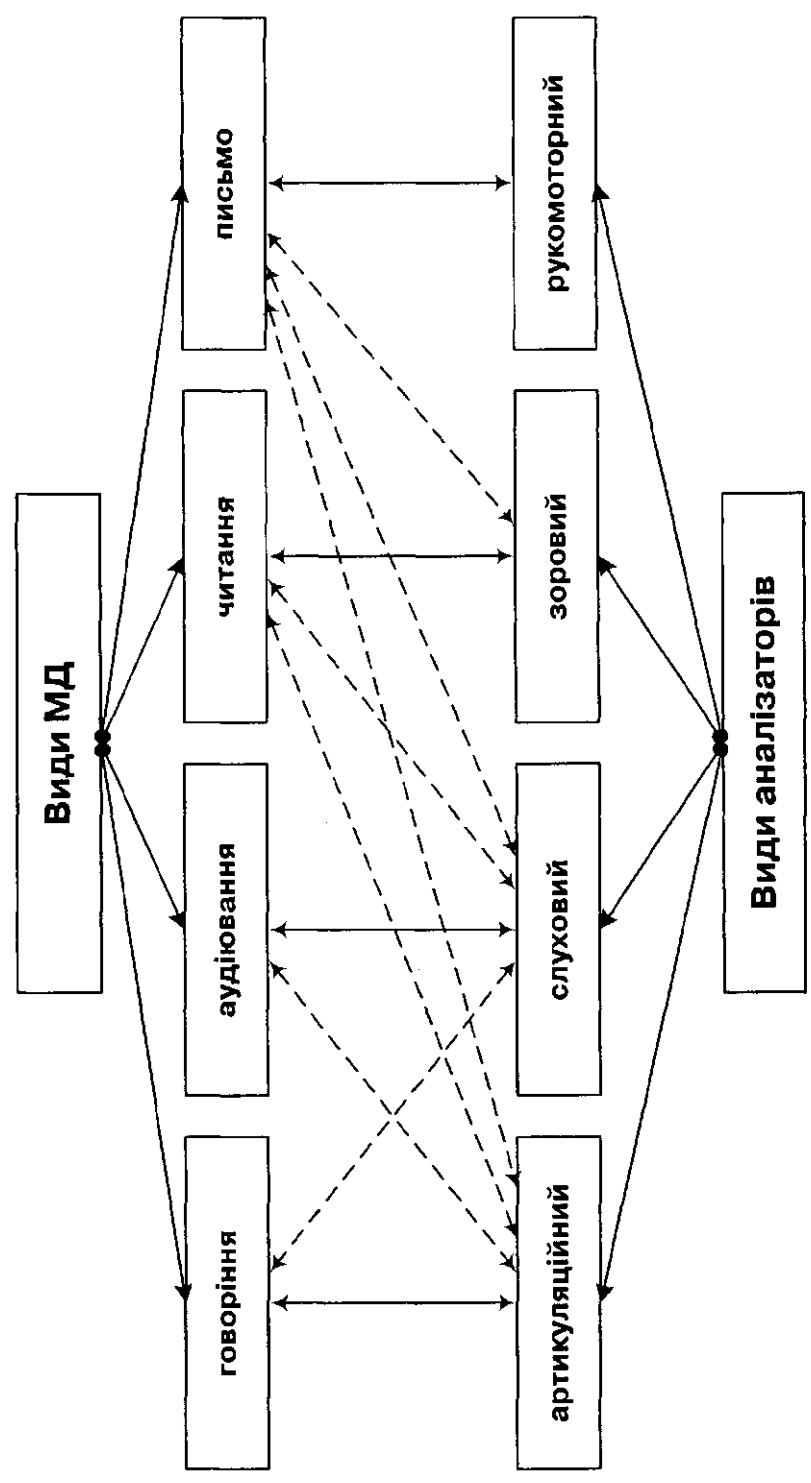 Види МД
говоріння
аудіювання
читання
письмо
артикуляційний
слуховий
зоровий
рукомоторний
Види аналізаторів